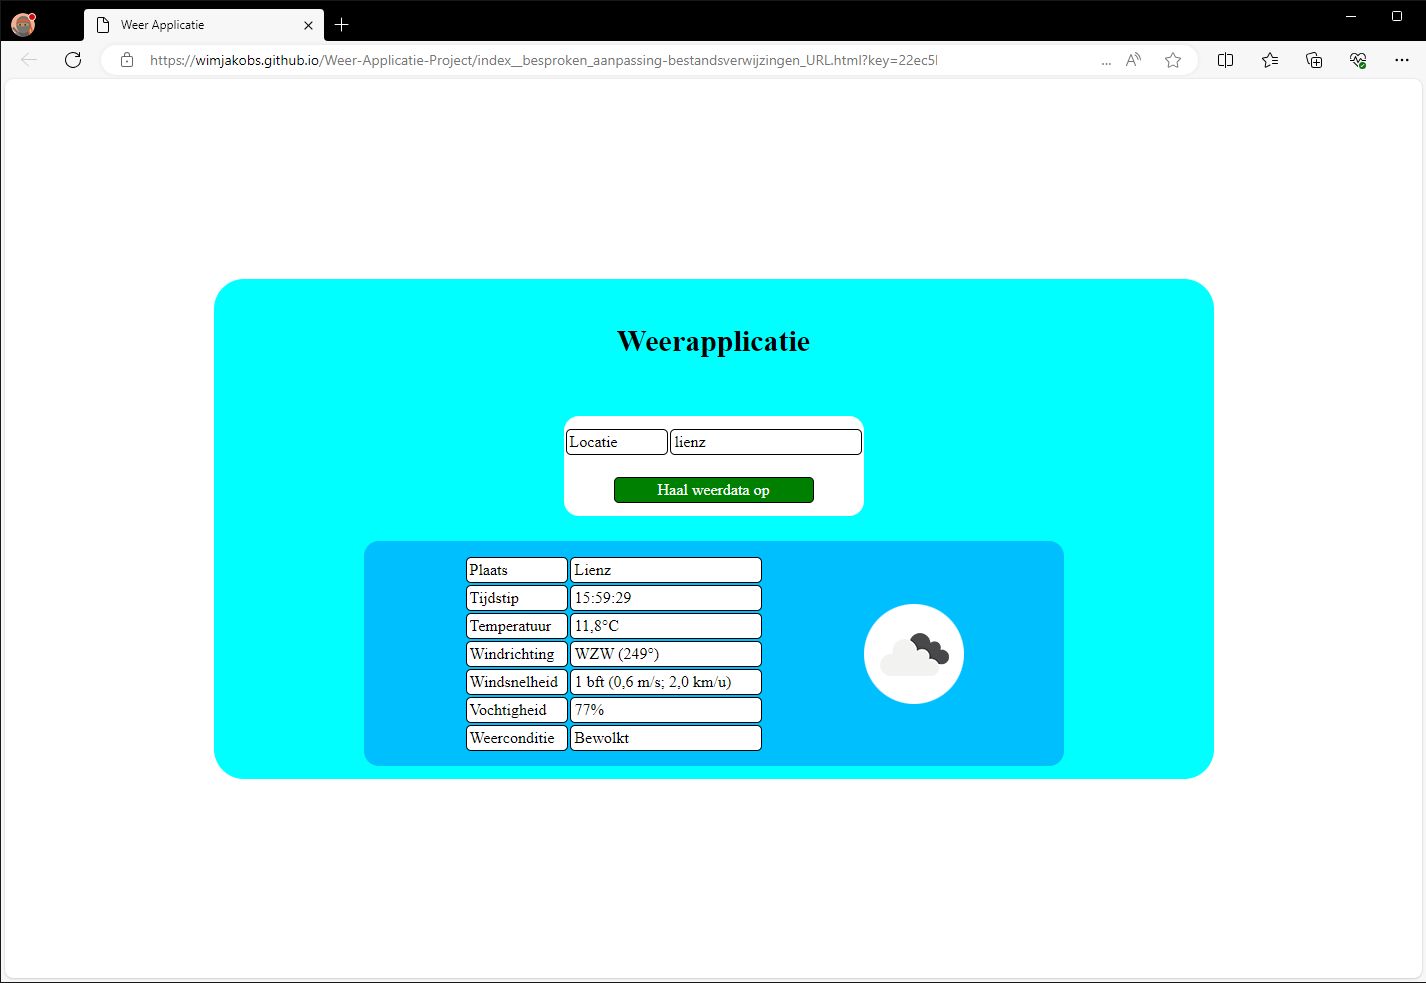 Weer Applicatie
https://wimjakobs.github.io/Weer-Applicatie-Project/index__besproken_aanpassing-bestandsverwijzingen_URL.html?key=22ec5
Weerapplicatie
Locatie lienz
Haal weerdata op
Plaats Lienz
Tijdstip 15:59:29
Temperatuur 11,8°C
Windrichting WZW (249°)
Windsnelheid 1 bft (0,6 m/s; 2,0 km/u)
Vochtigheid 77%
Weerconditie Bewolkt